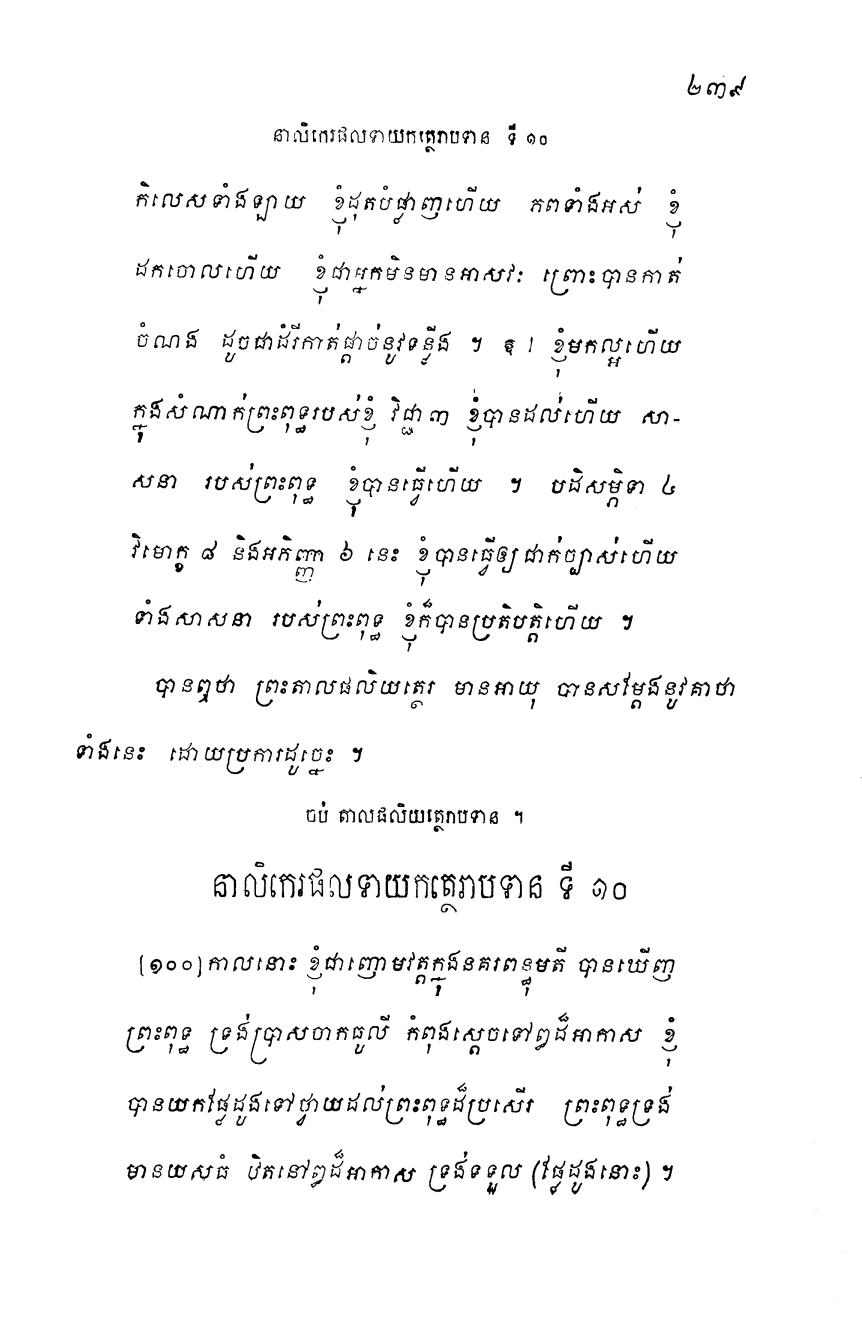 ២៣៩
នាលិកេរផលទាយកត្ថេរាបទាន ទី ១០
កិលេសទាំងឡាយ ខ្ញុំដុតបំផ្លាញហើយ ភពទាំងអស់ ខ្ញុំ
ដកចោលហើយ ខ្ញុំជាអ្នកមិនមានអាសវៈ ព្រោះបានកាត់
ចំណង ដូចជាដំរីកាត់ផ្តាច់នូវទន្លីង ។ ឱ ! ខ្ញុំមកល្អហើយ
ក្នុងសំណាក់ព្រះពុទ្ធរបស់ខ្ញុំ វិជ្ជា ៣ ខ្ញុំបានដល់ហើយ សា-
សនា របស់ព្រះពុទ្ធ ខ្ញុំបានធ្វើហើយ ។ បដិសម្ភិទា ៤
វិមោក្ខ ៨ និងអភិញ្ញា ៦ នេះ ខ្ញុំបានធ្វើឲ្យជាក់ច្បាស់ហើយ
ទាំងសាសនា របស់ព្រះពុទ្ធ ខ្ញុំក៏បានប្រតិបត្តិហើយ ។
បានឮថា ព្រះតាលផលិយត្ថេរ មានអាយុ បានសម្តែងនូវគាថា
ទាំងនេះ ដោយប្រការដូច្នេះ ។
ចប់ តាលផលិយត្ថេរាបទាន ។
នាលិកេរផលទាយកត្ថេរាបទាន ទី ១០
[១០០] កាលនោះ ខ្ញុំជាញោមវត្តក្នុងនគរពន្ធុមតី បានឃើញ
ព្រះពុទ្ធ ទ្រង់ប្រាសចាកធូលី កំពុងស្តេចទៅឰដ៏អាកាស ខ្ញុំ
បានយកផ្លែដូងទៅថ្វាយដល់ព្រះពុទ្ធដ៏ប្រសើរ ព្រះពុទ្ធទ្រង់
មានយសធំ ឋិតនៅឰដ៏អាកាស ទ្រង់ទទួល (ផ្លែដូងនោះ) ។